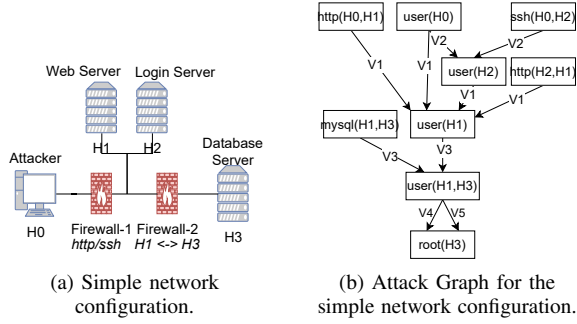 Web Server
Login Server
H1
H2
Attacker
Database
Server
H0
Firewall-1
http/ssh
Firewall-2
H1 <-> H3
H3
(a) Simple network
configuration.
http(H0,H1)
user(H0)
ssh(H0,H2)
V2
V2
V1
V1
user(H2)
http(H2,H1)
V1
V1
mysql(H1,H3)
user(H1)
V3
V3
user(H1,H3)
V4
V5
root(H3)
(b) Attack Graph for the
simple network configuration.